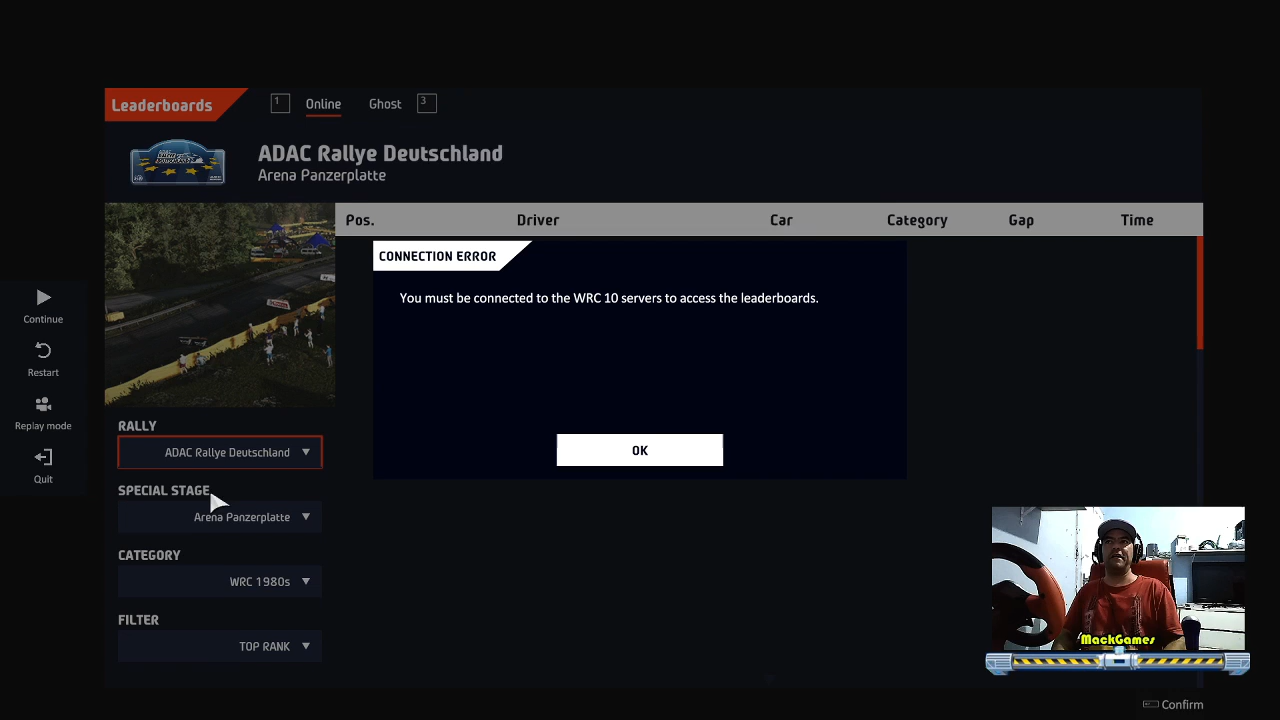 Leaderboards
1
Online
Ghost
3
ADAC Rallye Deutschland
Arena Panzerplatte
Pos.
Driver
Car
Category
Gap
Time
CONNECTION ERROR
You must be connected to the WRC 10 servers to access the leaderboards.
OK
Continue
Restart
Replay mode
Quit
RALLY
ADAC Rallye Deutschland
SPECIAL STAGE
Arena Panzerplatte
CATEGORY
WRC 1980s
FILTER
TOP RANK
MackGames
Confirm